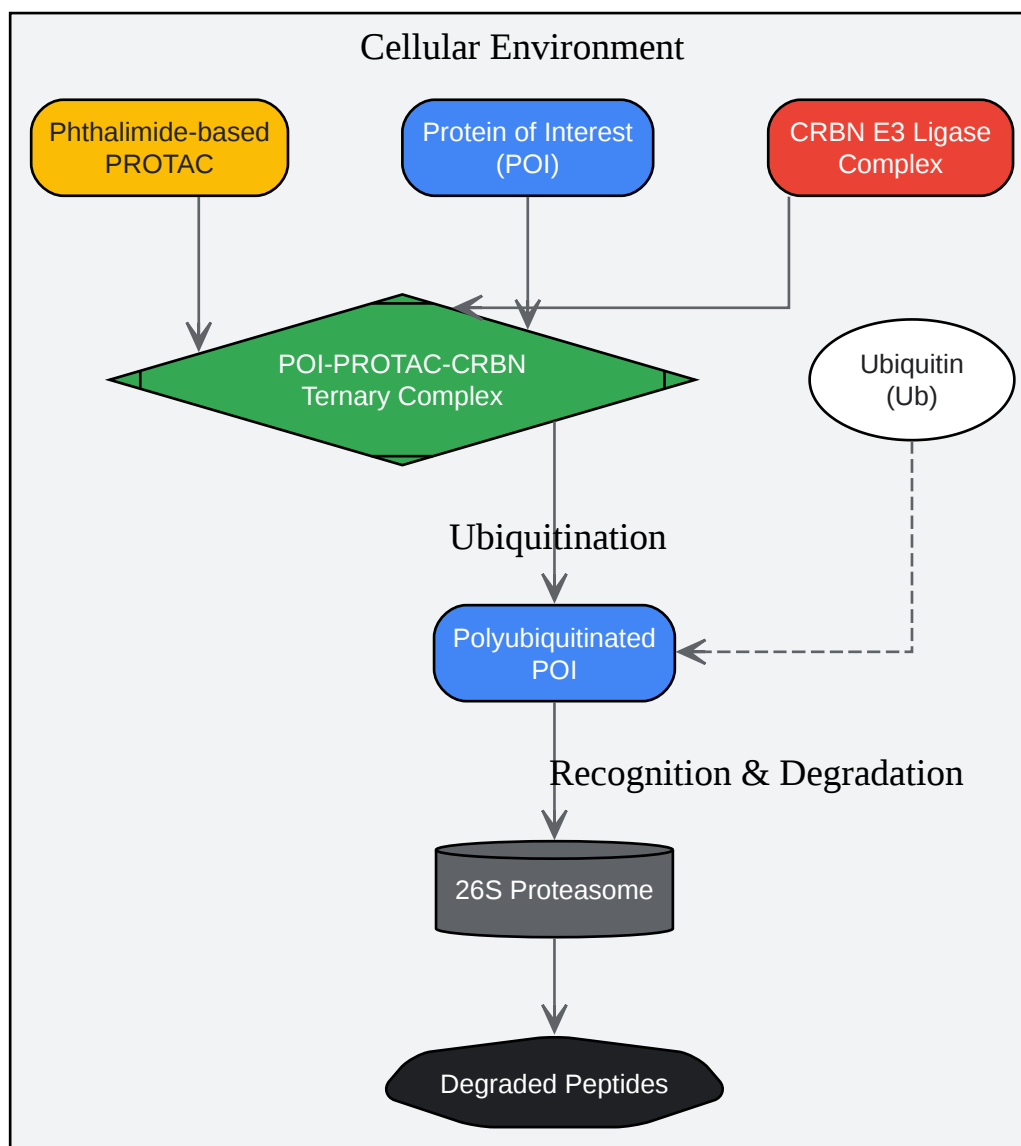 Cellular Environment
Phthalimide-based
PROTAC
Protein of Interest
(POI)
CRBN E3 Ligase
Complex
POI-PROTAC-CRBN
Ternary Complex
Ubiquitin
(Ub)
Ubiquitination
Polyubiquitinated
POI
Recognition & Degradation
26S Proteasome
Degraded Peptides